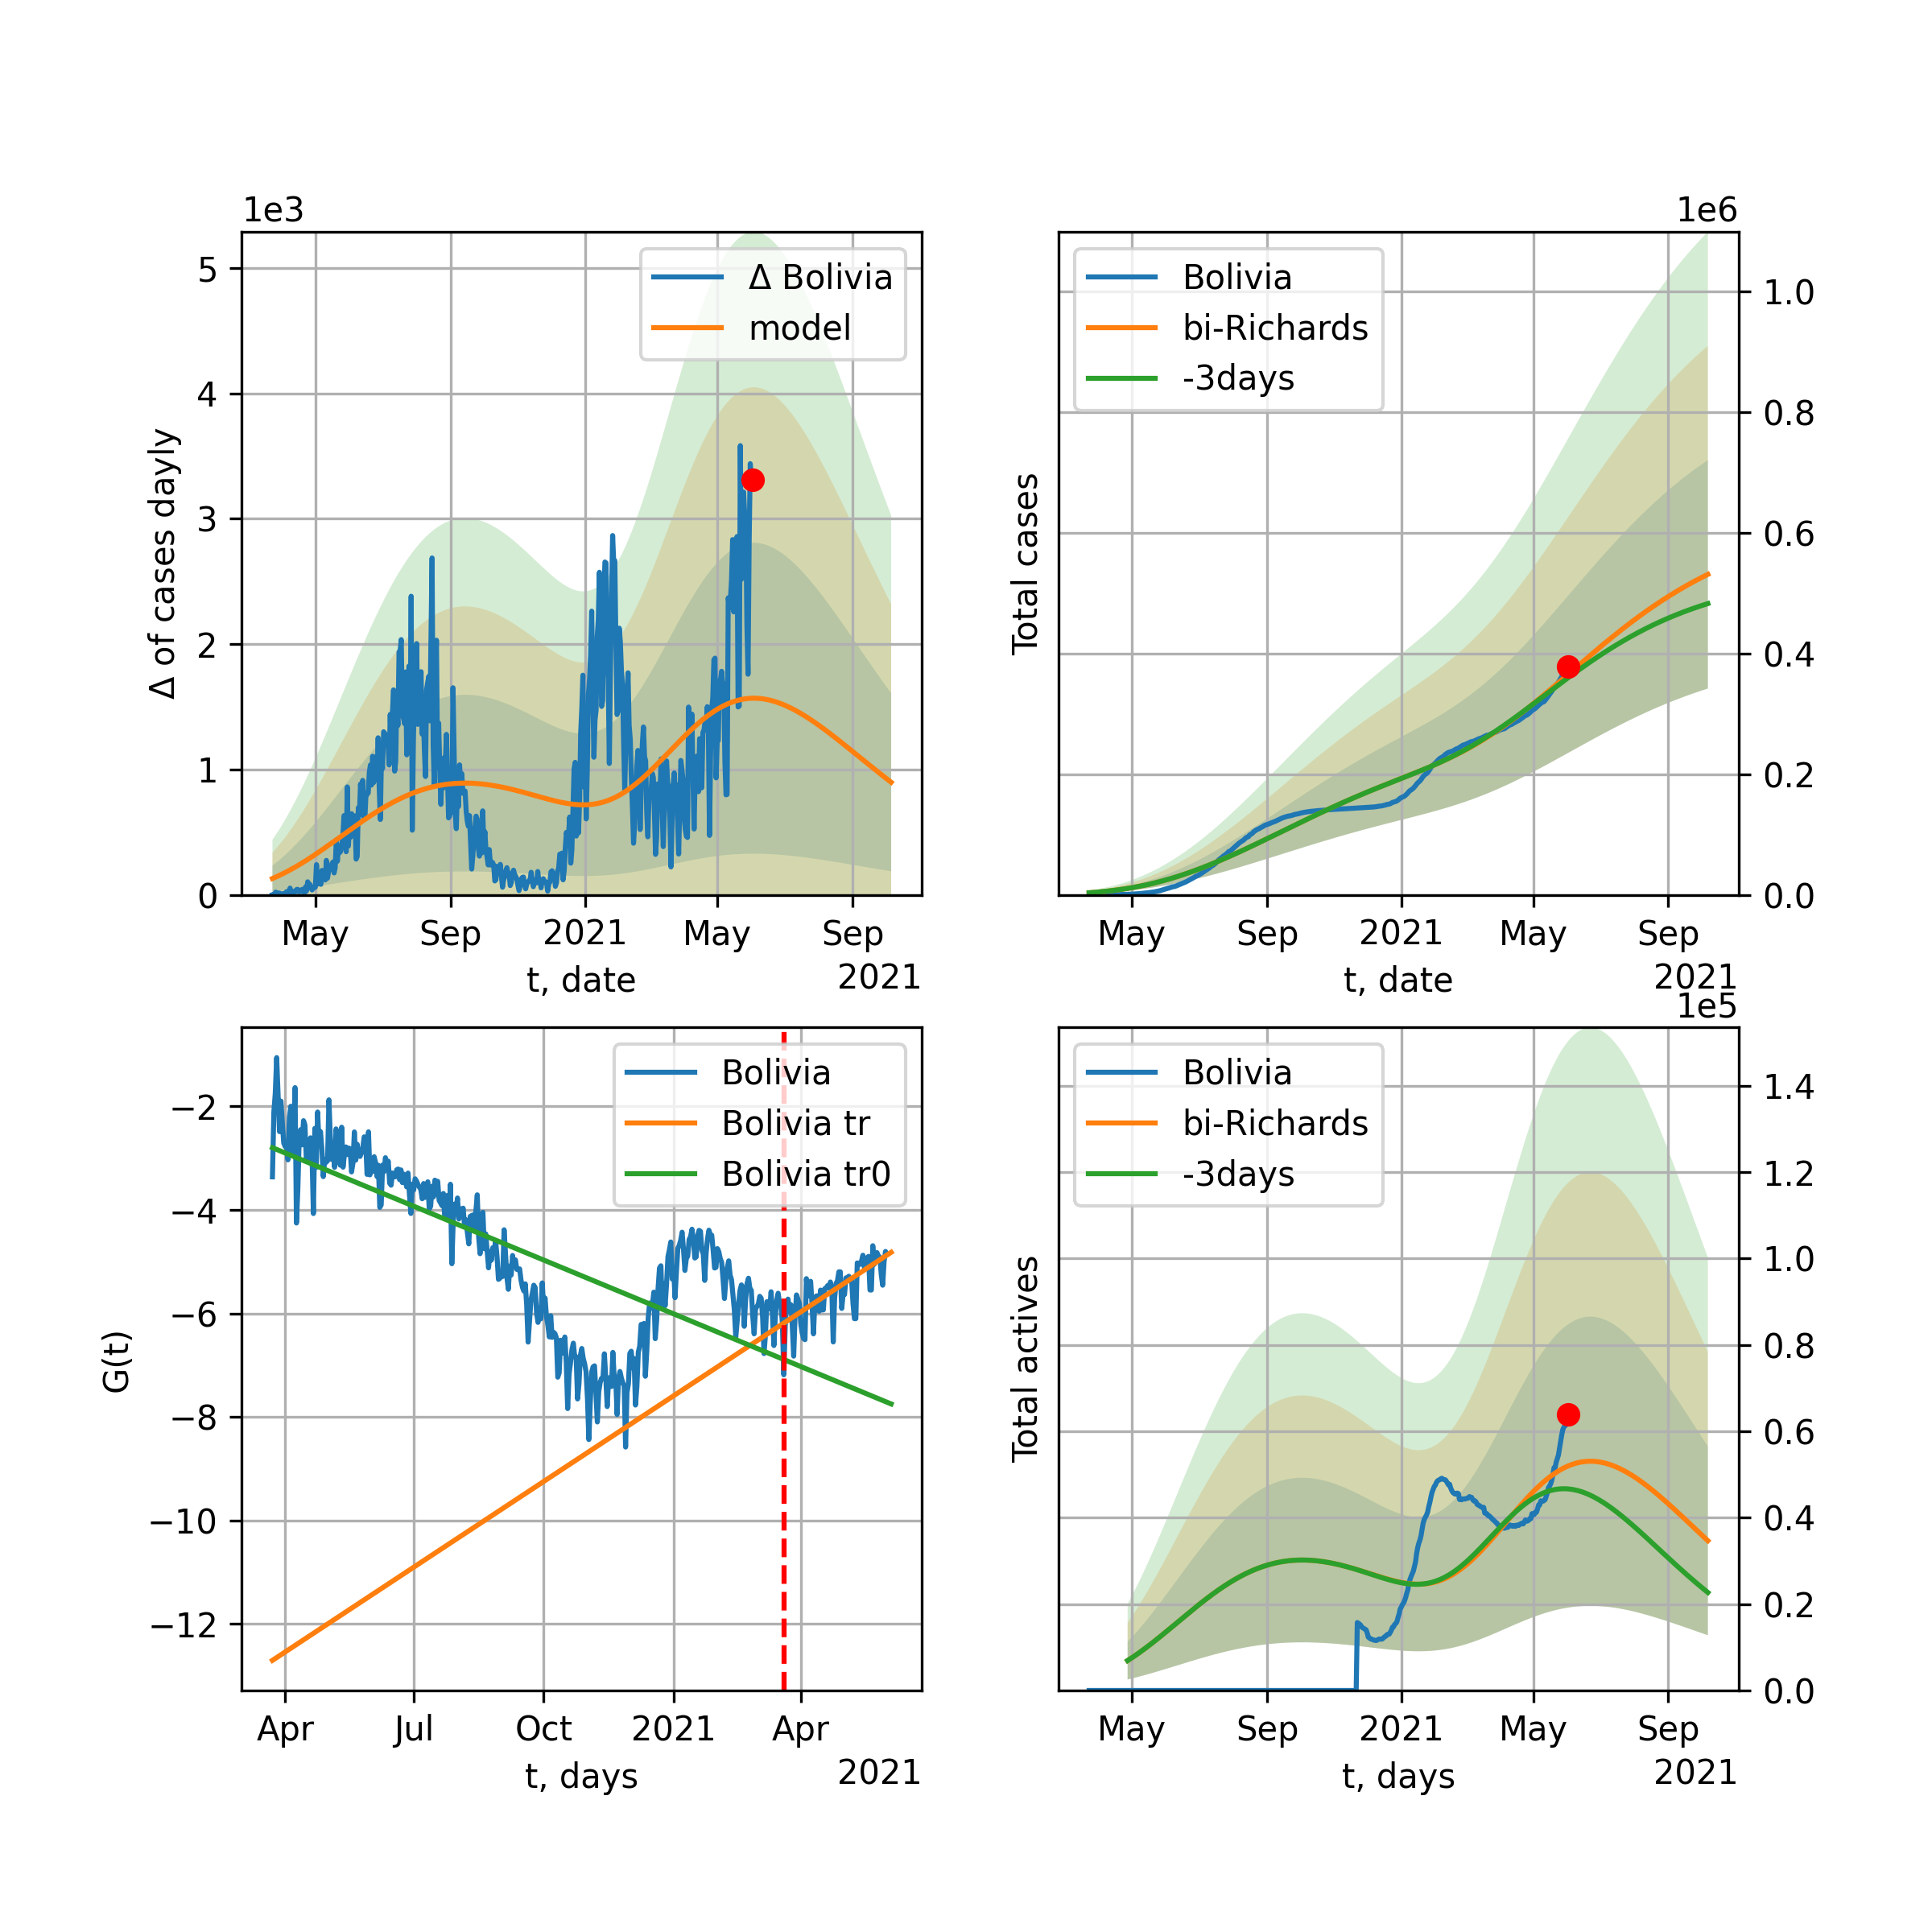 1e3
5
4
3
2
1
0
Δ of cases dayly
Δ Bolivia
model
May Sep 2021 May Sep
t, date
2021
1e6
Bolivia
bi-Richards
-3days
Total cases
1.0
0.8
0.6
0.4
0.2
0.0
May Sep 2021 May Sep
t, date
2021
−2
−4
−6
−8
−10
−12
G(t)
Bolivia
Bolivia tr
Bolivia tr0
Apr Jul Oct 2021 Apr
t, days
2021
1e5
Bolivia
bi-Richards
-3days
Total actives
1.4
1.2
1.0
0.8
0.6
0.4
0.2
0.0
May Sep 2021 May Sep
t, days
2021